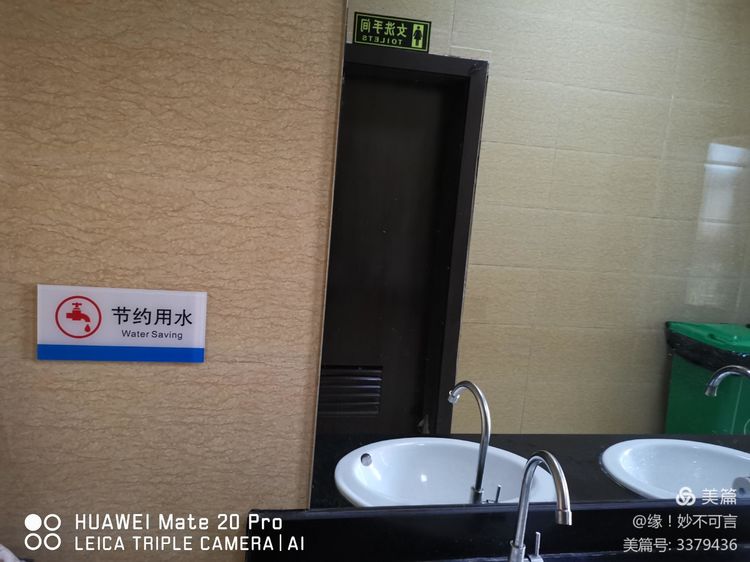 女洗手间
TOILETS
节约用水
Water Saving
HUAWEI Mate 20 Pro
LEICA TRIPLE CAMERA | AI
美篇
@缘！妙不可言
美篇号: 3379436